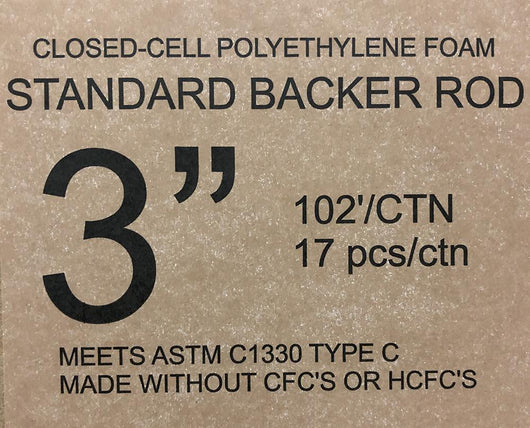 CLOSED-CELL POLYETHYLENE FOAM
STANDARD BACKER ROD
3”
102'/CTN
17 pcs/ctn
MEETS ASTM C1330 TYPE C
MADE WITHOUT CFC'S OR HCFC'S